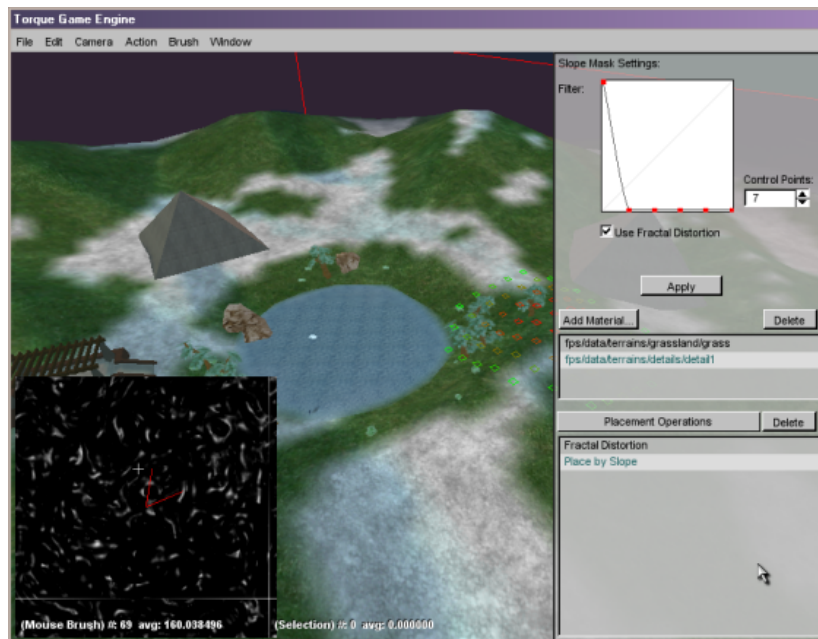 Torque Game Engine
File Edit Camera Action Brush Window
Slope Mask Settings:
Filter:
Control Points:
7
Use Fractal Distortion
Apply
Add Material... Delete
fps/data/terrains/grassland/grass
fps/data/terrains/details/detail1
Placement Operations Delete
Fractal Distortion
Place by Slope
(Mouse Brush) #: 69 avg: 160.038496 (Selection) #: 0 avg: 0.000000